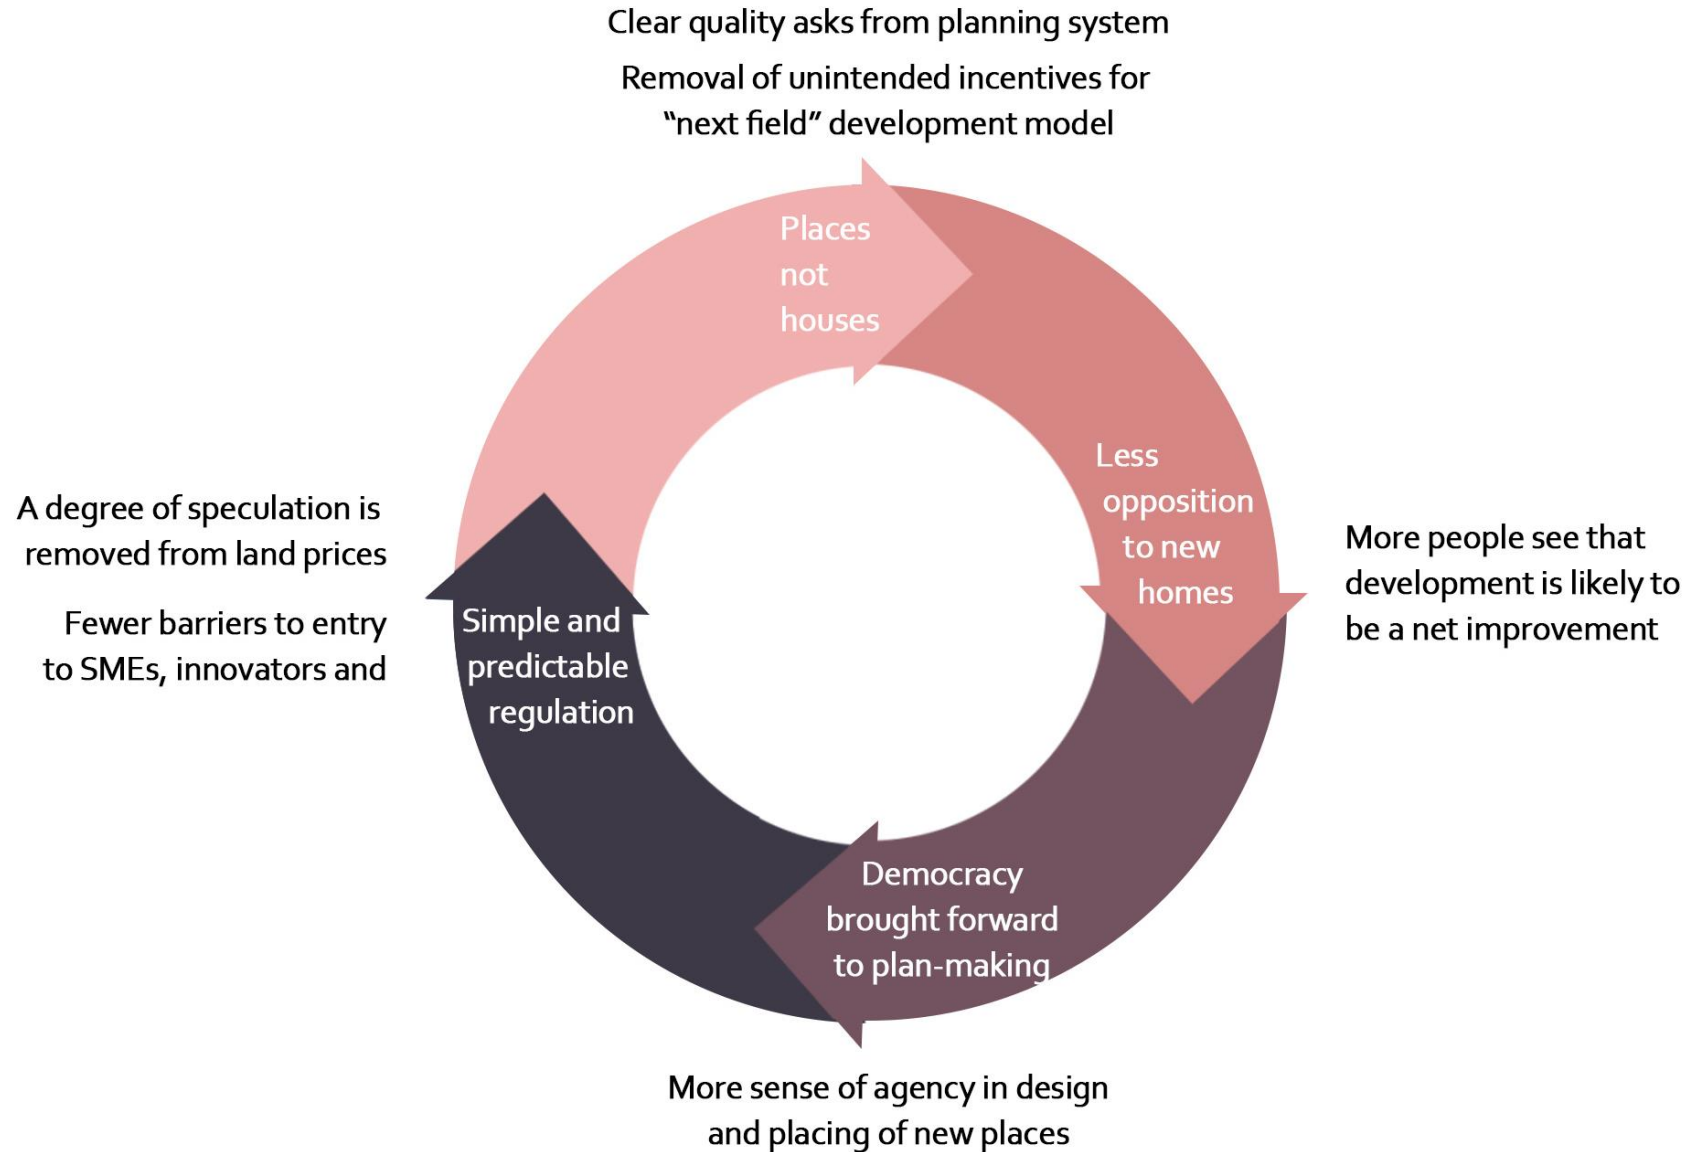 Clear quality asks from planning system
Removal of unintended incentives for
“next field” development model
Places
not
houses
Less
opposition
to new
homes
More people see that
development is likely to
be a net improvement
Democracy
brought forward
to plan-making
More sense of agency in design
and placing of new places
Simple and
predictable
regulation
A degree of speculation is
removed from land prices
Fewer barriers to entry
to SMEs, innovators and